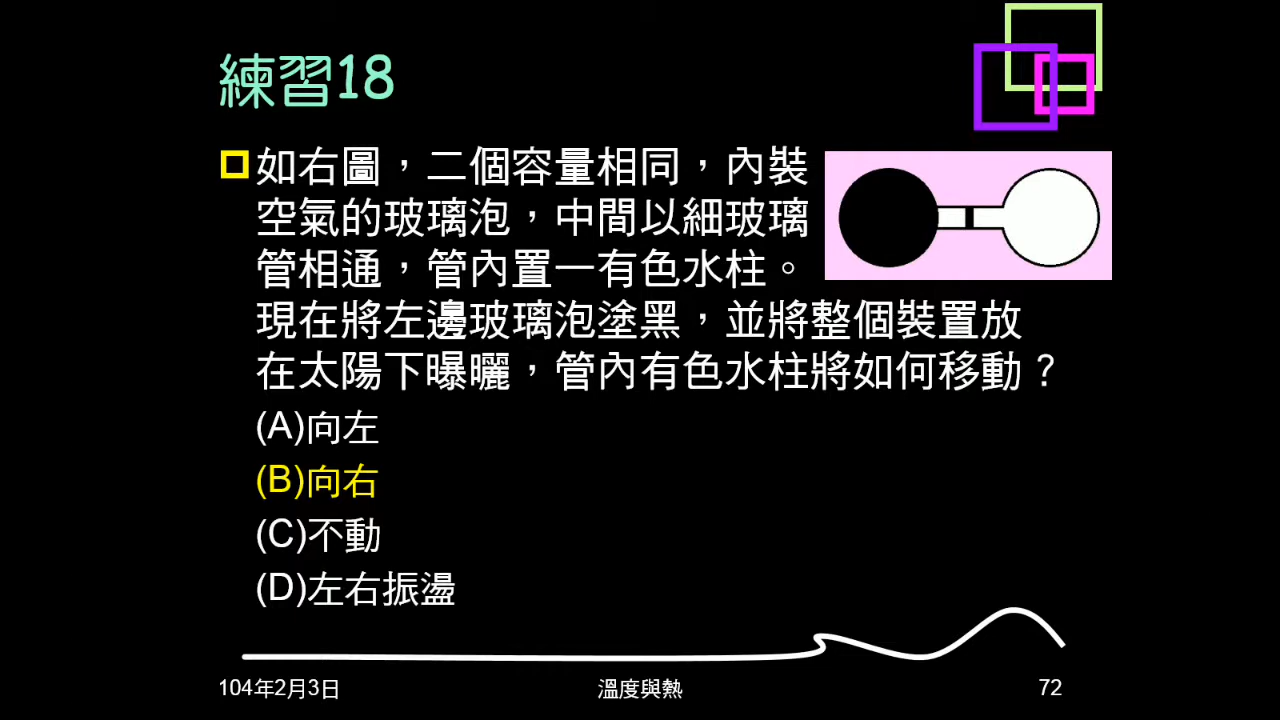 練習18
如右圖,二個容量相同,內裝
空氣的玻璃泡,中間以細玻璃
管相通,管內置一有色水柱。
現在將左邊玻璃泡塗黑,並將整個裝置放
在太陽下曝曬,管內有色水柱將如何移動?
(A)向左
(B)向右
(C)不動
(D)左右振盪
104年2月3日
溫度與熱
72